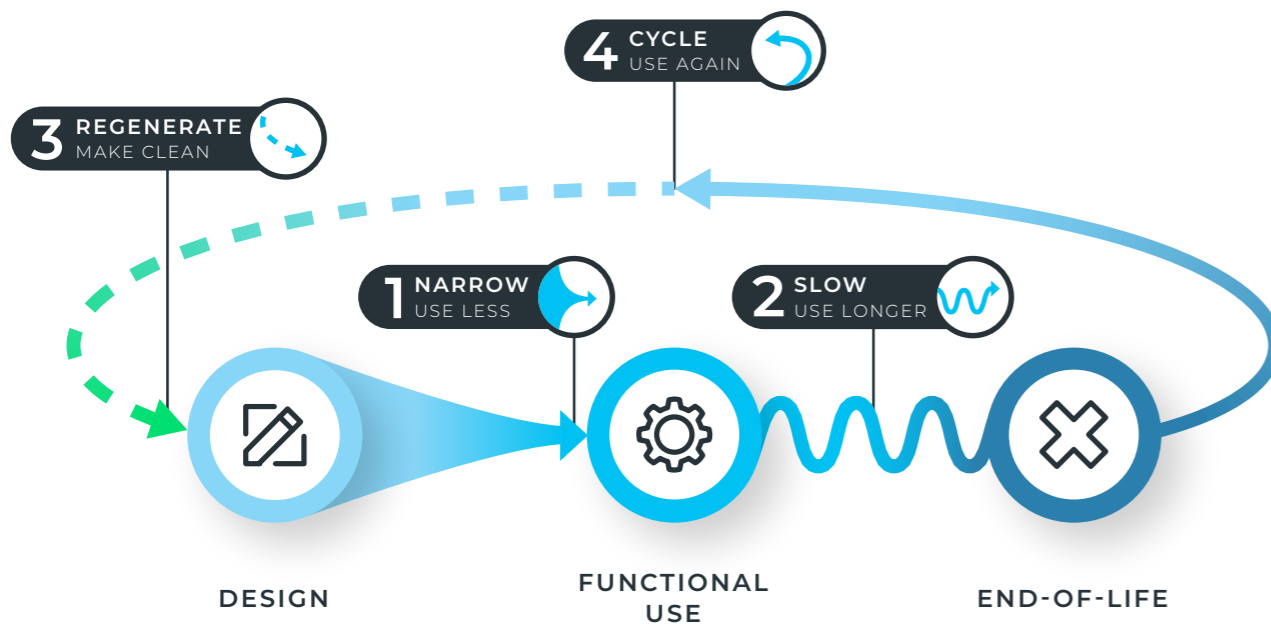 4 CYCLE
USE AGAIN
3 REGENERATE
MAKE CLEAN
1 NARROW
USE LESS
2 SLOW
USE LONGER
DESIGN
FUNCTIONAL
USE
END-OF-LIFE